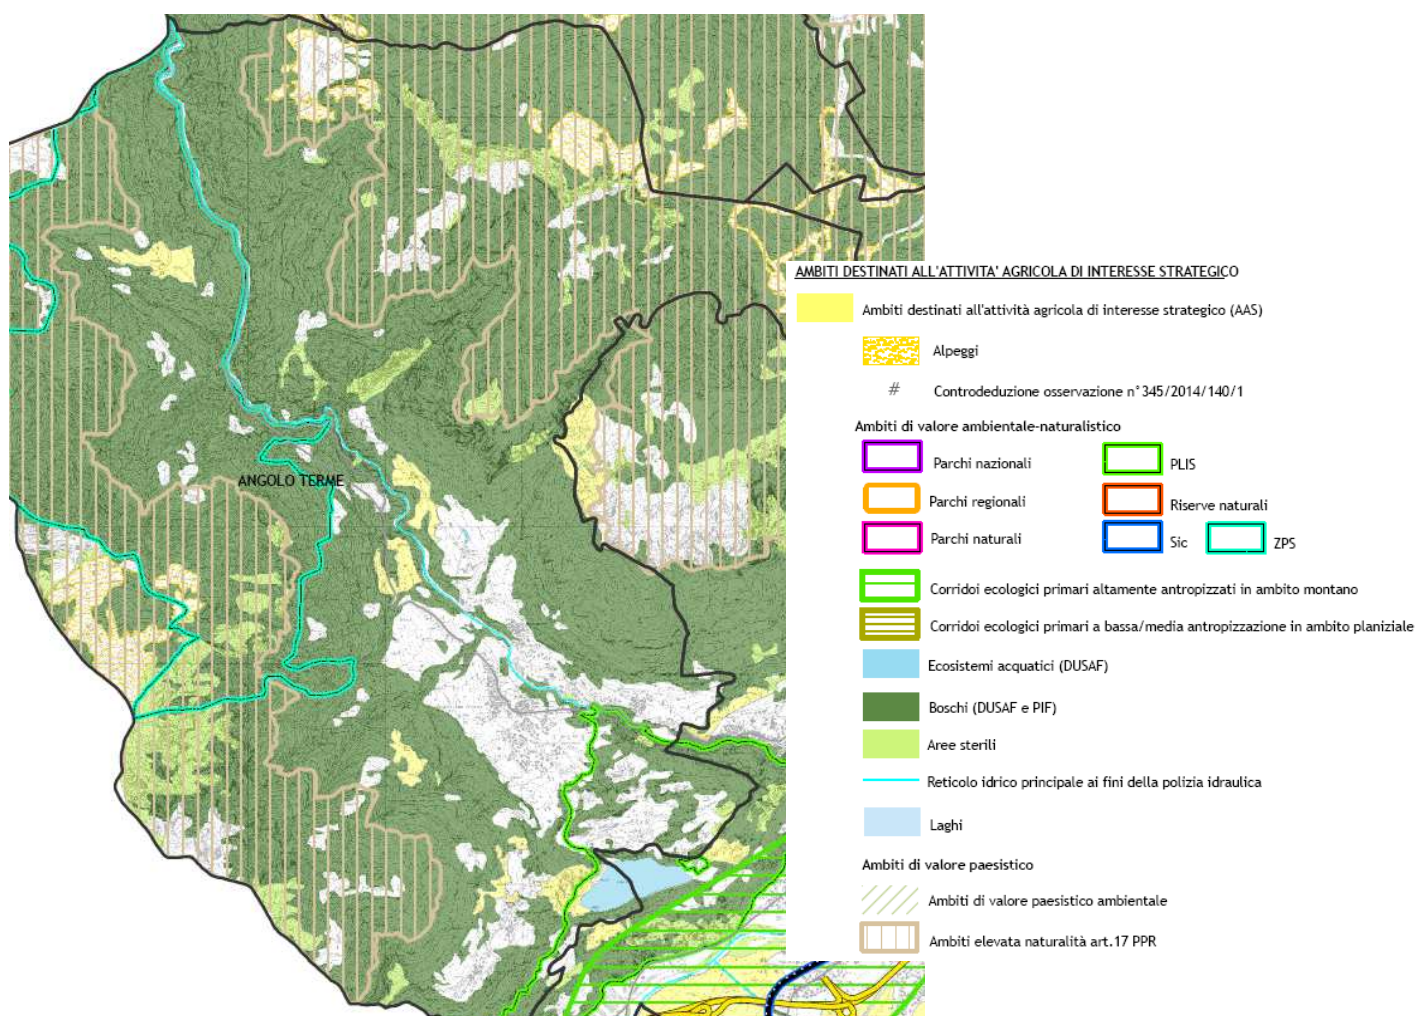 ANGOLO TERME
AMBITI DESTINATI ALL'ATTIVITA' AGRICOLA DI INTERESSE STRATEGICO
Ambiti destinati all'attività agricola di interesse strategico (AAS)
Alpeggi
# Controdeduzione osservazione n°345/2014/140/1
Ambiti di valore ambientale-naturalistico
Parchi nazionali
PLIS
Parchi regionali
Riserve naturali
Parchi naturali
Sic
ZPS
Corridoi ecologici primari altamente antropizzati in ambito montano
Corridoi ecologici primari a bassa/media antropizzazione in ambito planiziale
Ecosistemi acquatici (DUSAF)
Boschi (DUSAF e PIF)
Aree sterili
Reticolo idrico principale ai fini della polizia idraulica
Laghi
Ambiti di valore paesistico
Ambiti di valore paesistico ambientale
Ambiti elevata naturalità art.17 PPR